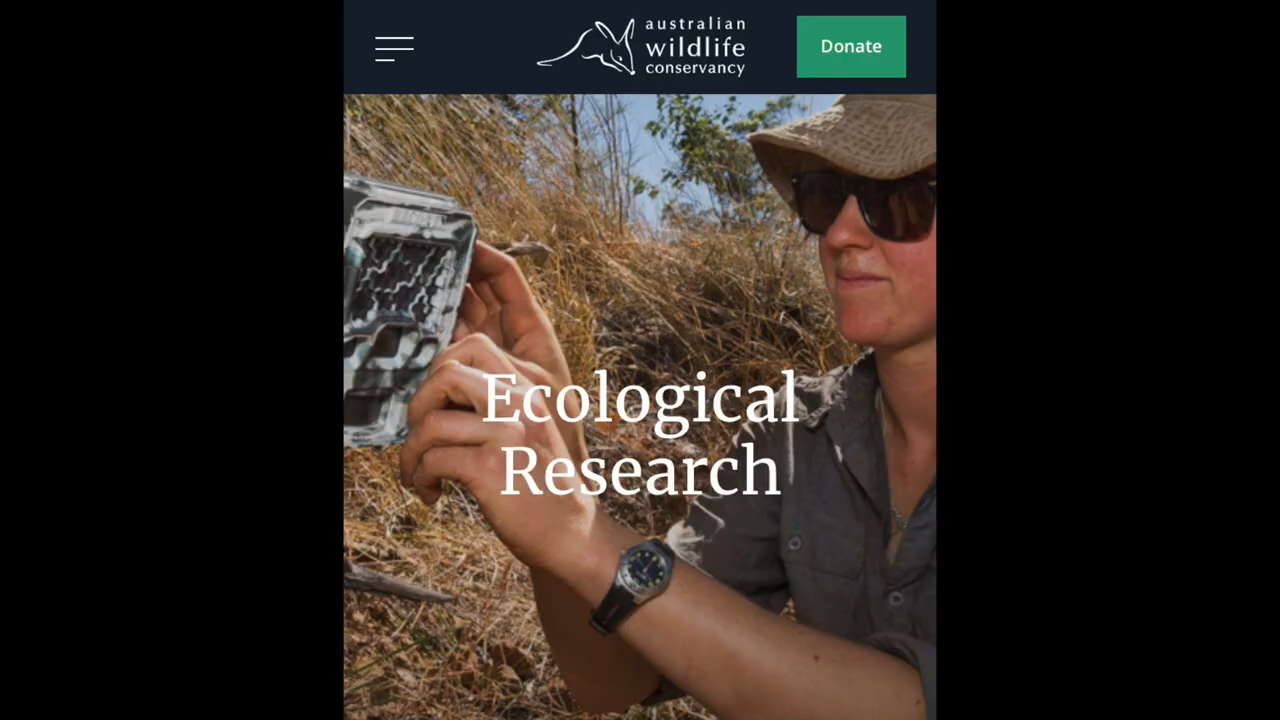 australian
wildlife
conservancy
Donate
Ecological
Research